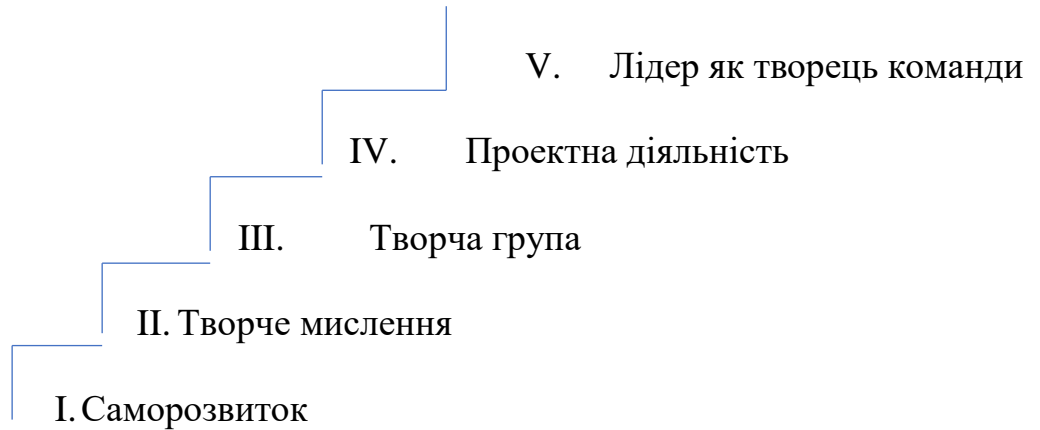 V. Лідер як творець команди
IV. Проектна діяльність
III. Творча група
II. Творче мислення
I. Саморозвиток